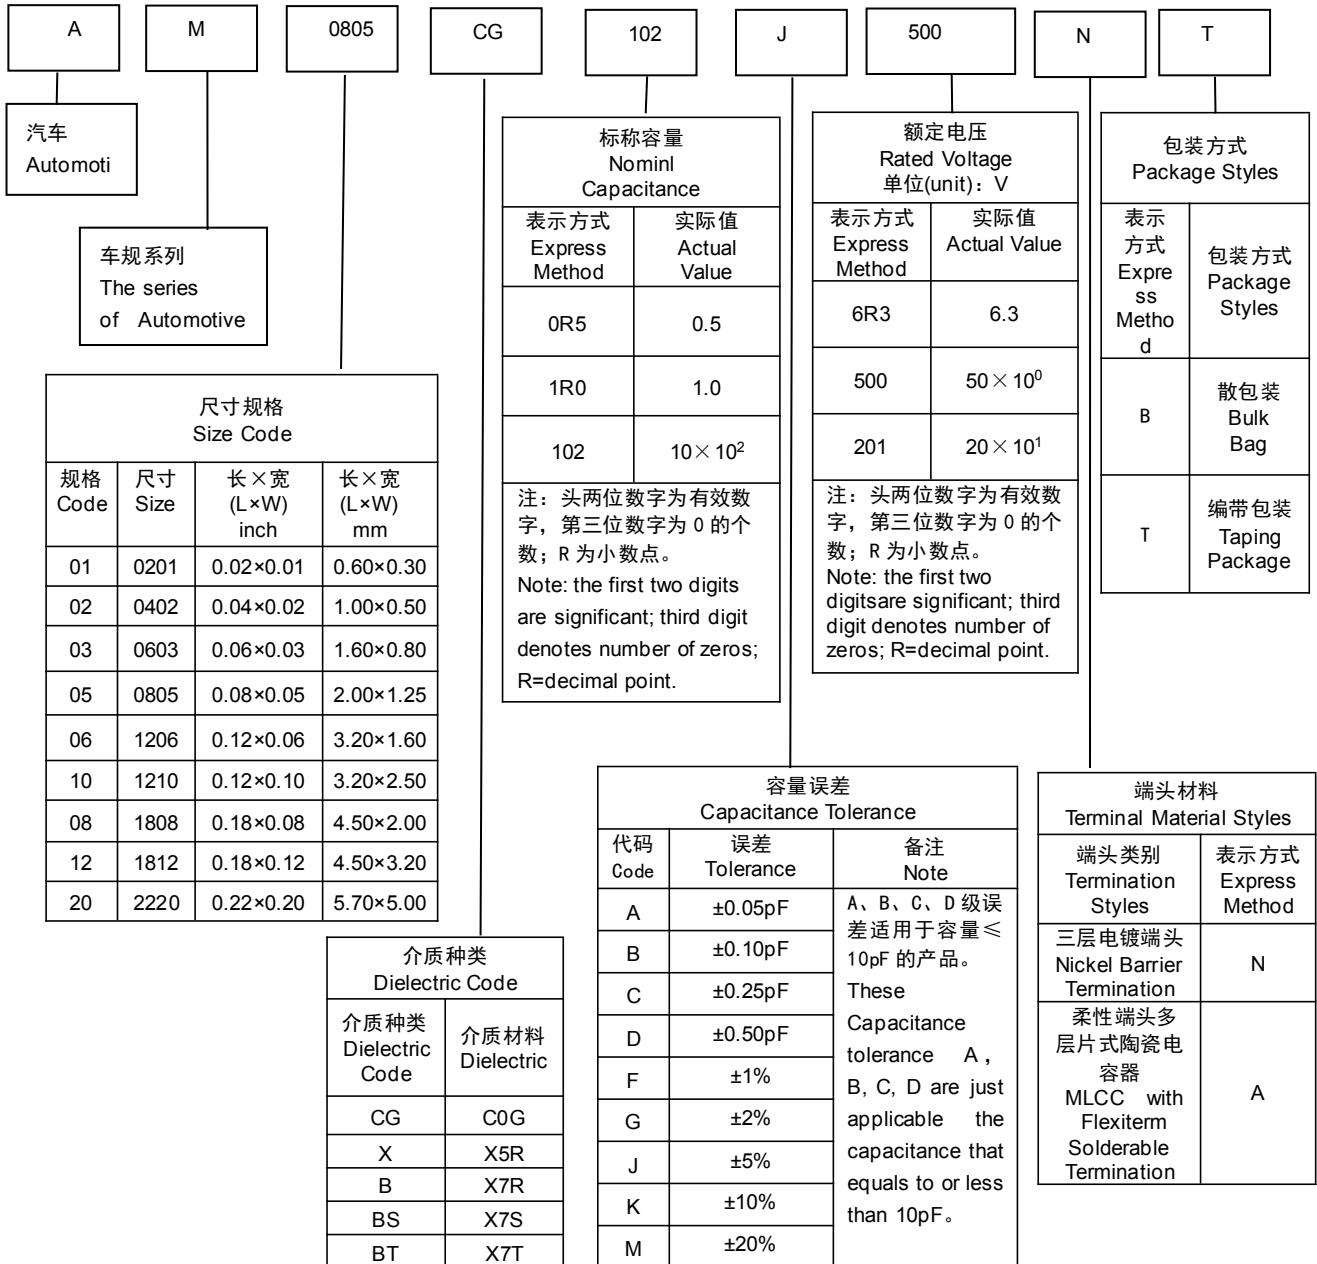 A M 0805 CG 102 J 500 N T
汽车
Automoti
车规系列
The series
of Automotive
标称容量
Nominl
Capacitance
表示方式
Express
Method
实际值
Actual
Value
0R5 0.5
1R0 1.0
102 10×10²
注：头两位数字为有效数
字，第三位数字为 0 的个
数；R 为小数点。
Note: the first two digits
are significant; third digit
denotes number of zeros;
R=decimal point.
额定电压
Rated Voltage
单位(unit)：V
表示方式
Express
Method
实际值
Actual Value
6R3 6.3
500 50×10⁰
201 20×10¹
注：头两位数字为有效数
字，第三位数字为 0 的个
数；R 为小数点。
Note: the first two
digitsare significant; third
digit denotes number of
zeros; R=decimal point.
包装方式
Package Styles
表示
方式
Expre
ss
Metho
d
包装方式
Package
Styles
B
散包装
Bulk
Bag
T
编带包装
Taping
Package
尺寸规格
Size Code
规格
Code
尺寸
Size
长×宽
(L×W)
inch
长×宽
(L×W)
mm
01 0201 0.02×0.01 0.60×0.30
02 0402 0.04×0.02 1.00×0.50
03 0603 0.06×0.03 1.60×0.80
05 0805 0.08×0.05 2.00×1.25
06 1206 0.12×0.06 3.20×1.60
10 1210 0.12×0.10 3.20×2.50
08 1808 0.18×0.08 4.50×2.00
12 1812 0.18×0.12 4.50×3.20
20 2220 0.22×0.20 5.70×5.00
介质种类
Dielectric Code
介质种类
Dielectric
Code
介质材料
Dielectric
CG C0G
X X5R
B X7R
BS X7S
BT X7T
容量误差
Capacitance Tolerance
代码
Code
误差
Tolerance
备注
Note
A ±0.05pF
B ±0.10pF
C ±0.25pF
D ±0.50pF
F ±1%
G ±2%
J ±5%
K ±10%
M ±20%
A、B、C、D 级误
差适用于容量≤
10pF 的产品。
These
Capacitance
tolerance A，
B, C, D are just
applicable the
capacitance that
equals to or less
than 10pF。
端头材料
Terminal Material Styles
端头类别
Termination
Styles
表示方式
Express
Method
三层电镀端头
Nickel Barrier
Termination
N
柔性端头多
层片式陶瓷电
容器
MLCC with
Flexiterm
Solderable
Termination
A